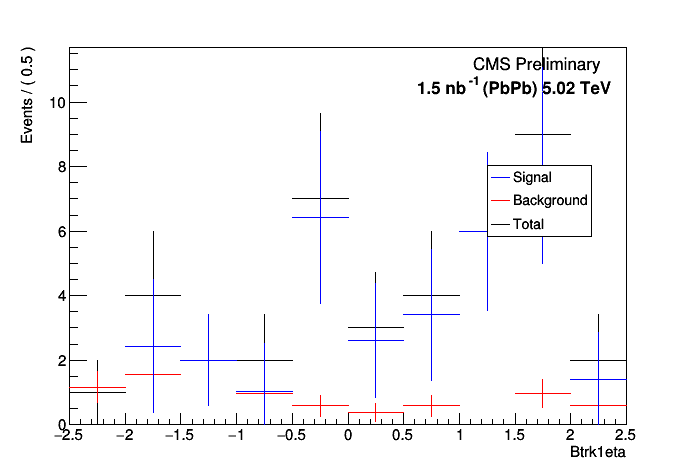 Events / ( 0.5 )
CMS Preliminary
1.5 nb⁻¹ (PbPb) 5.02 TeV
Signal
Background
Total
10
8
6
4
2
0
−2.5 −2 −1.5 −1 −0.5 0 0.5 1 1.5 2 2.5
Btrk1eta